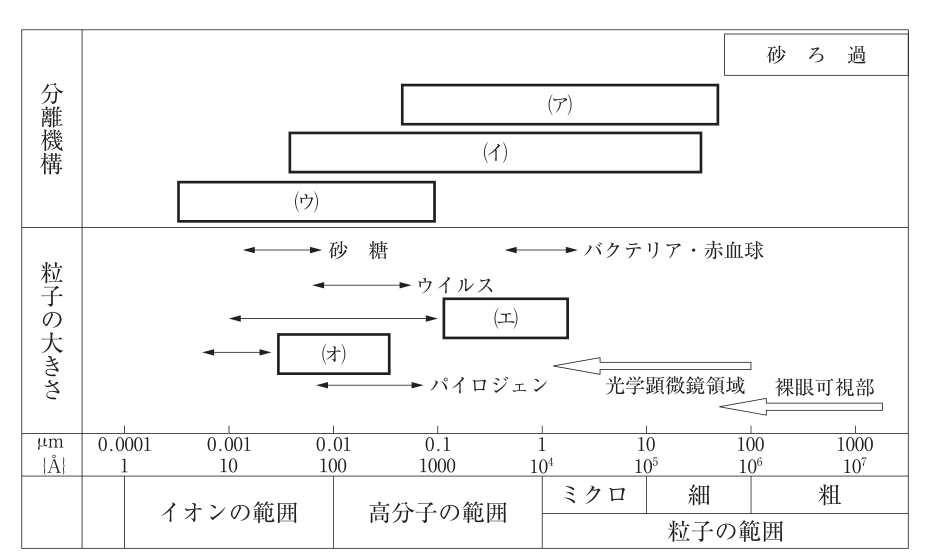 分離機構
砂 ろ 過
(ア)
(イ)
(ウ)
粒子の大きさ
砂 糖
バクテリア・赤血球
ウイルス
(エ)
(オ)
光学顕微鏡領域
パイロジェン
裸眼可視部
μm 0.0001 0.001 0.01 0.1 1 10 100 1000
{Å} 1 10 100 1000 10⁴ 10⁵ 10⁶ 10⁷
イオンの範囲
高分子の範囲
ミクロ
細
粗
粒子の範囲